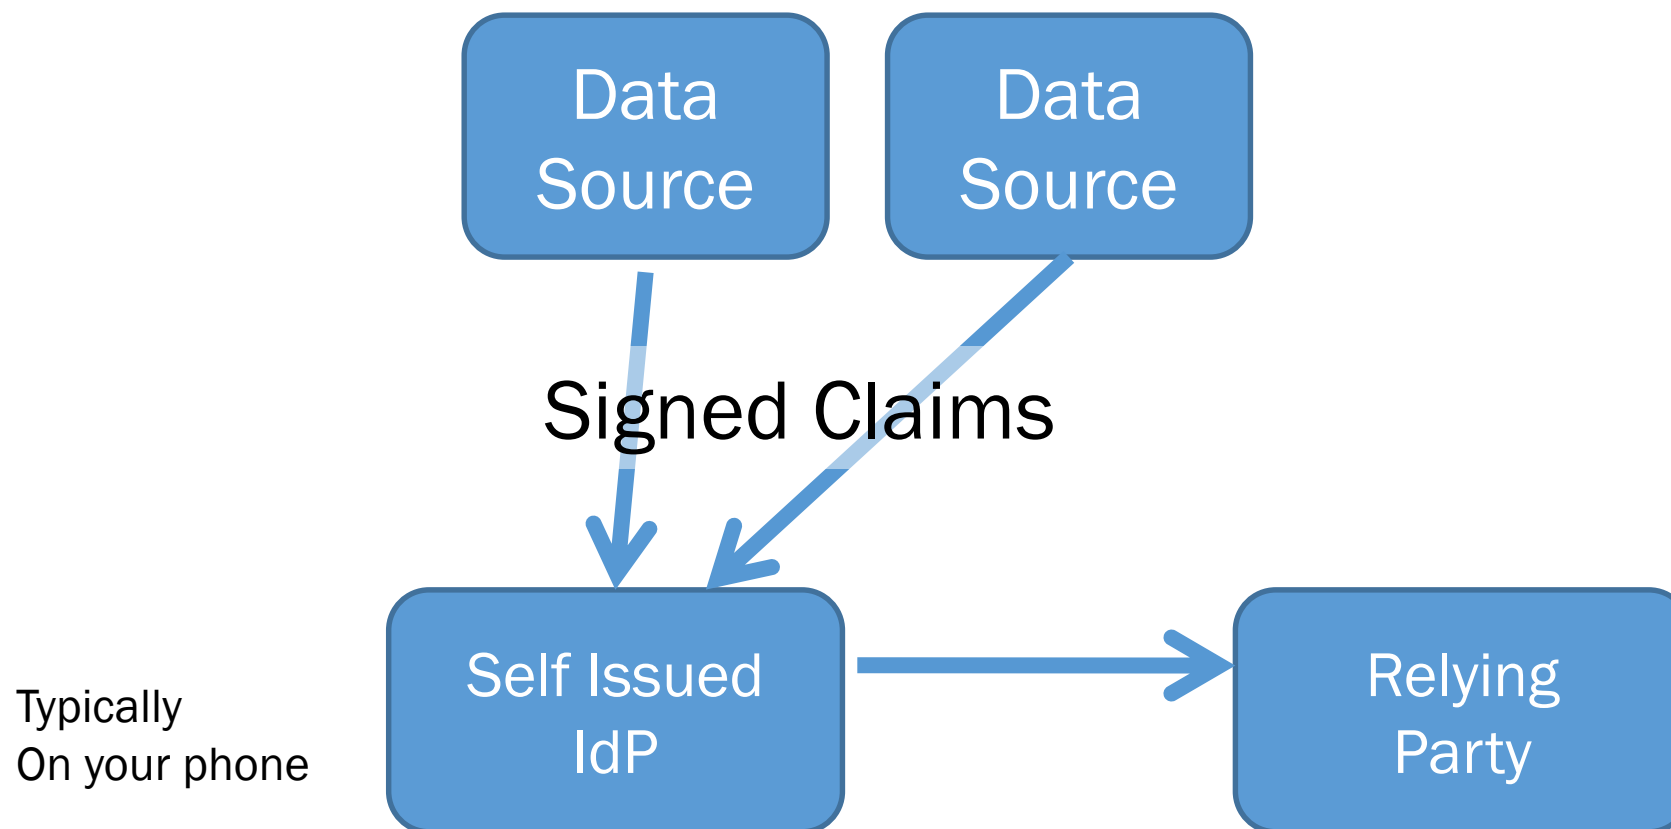 Data
Source
Data
Source
Signed Claims
Typically
On your phone
Self Issued
IdP
Relying
Party